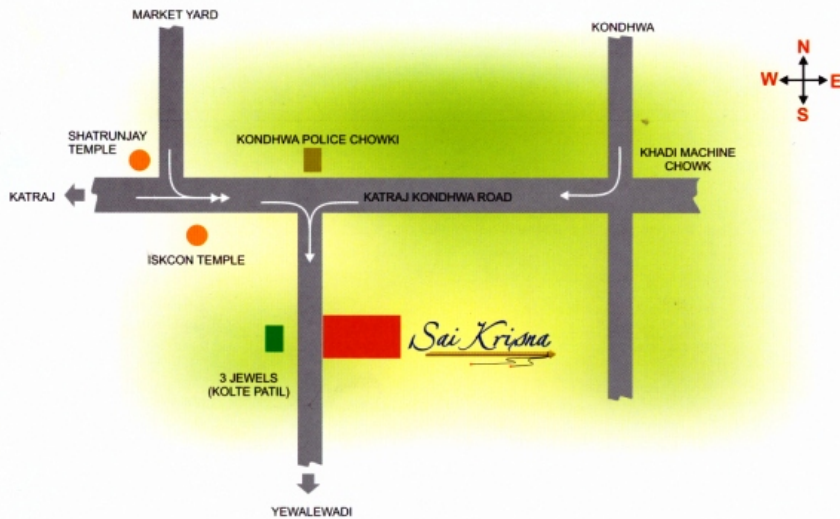 MARKET YARD
KONDHWA
N
W E
S
SHATRUNJAY
TEMPLE
KONDHWA POLICE CHOWKI
KHADI MACHINE
CHOWK
KATRAJ
KATRAJ KONDHWA ROAD
ISKCON TEMPLE
Sai Krisna
3 JEWELS
(KOLTE PATIL)
YEWALEWADI